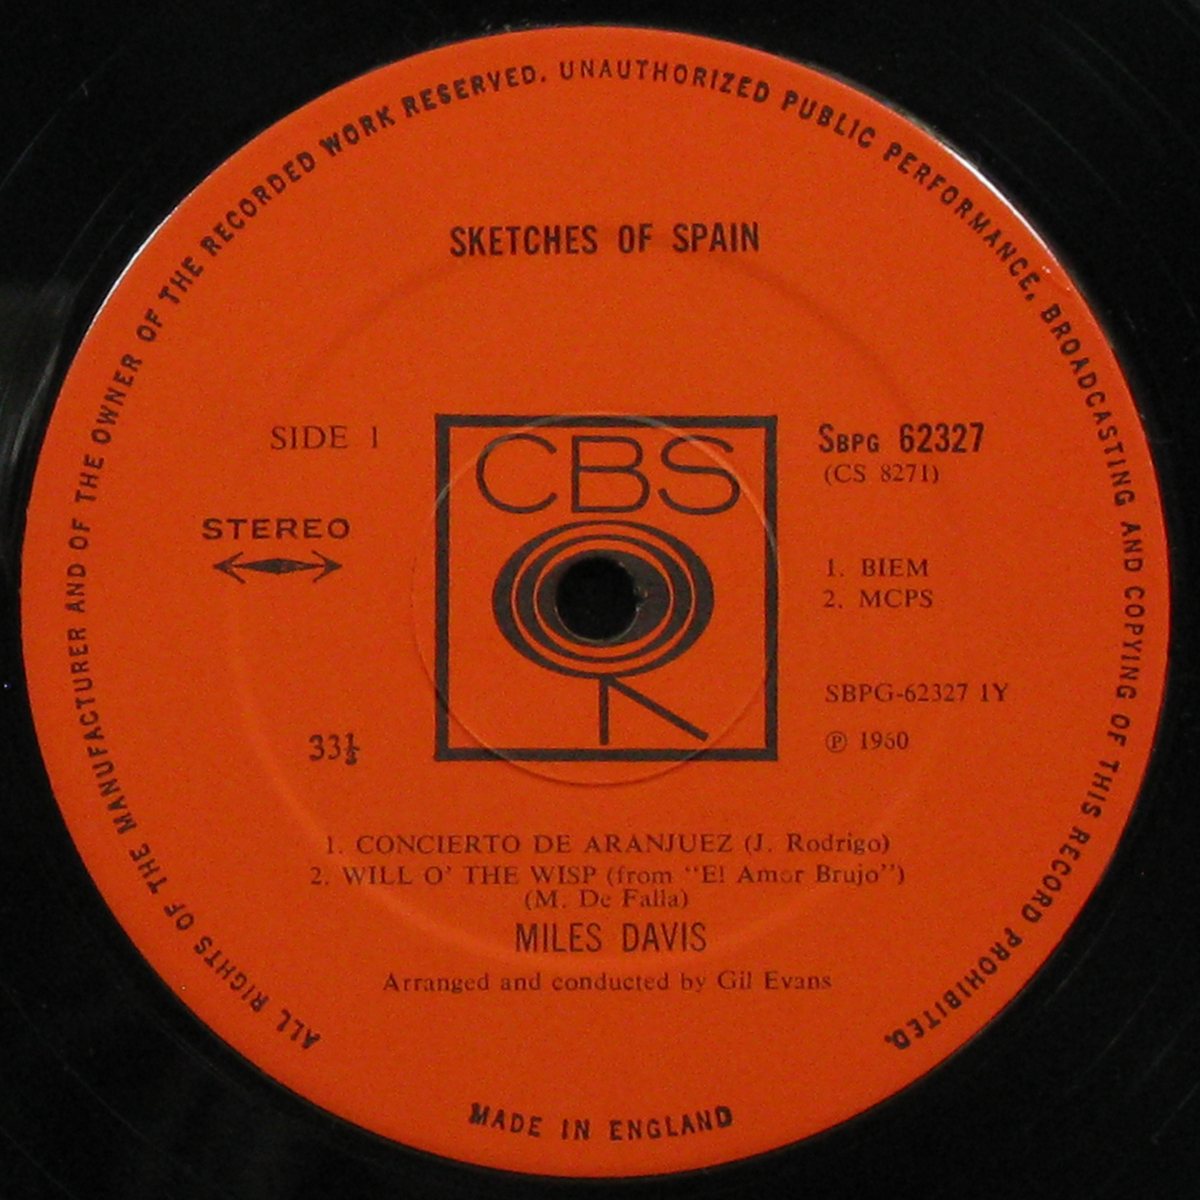 ALL RIGHTS OF THE MANUFACTURER AND OF THE OWNER OF THE RECORDED WORK RESERVED. UNAUTHORIZED PUBLIC PERFORMANCE, BROADCASTING AND COPYING OF THIS RECORD PROHIBITED.
SKETCHES OF SPAIN
SIDE 1
CBS
SBPG 62327
(CS 8271)
STEREO
1. BIEM
2. MCPS
SBPG-62327 1Y
33⅓
℗ 1960
1. CONCIERTO DE ARANJUEZ (J. Rodrigo)
2. WILL O' THE WISP (from "El Amor Brujo")
(M. De Falla)
MILES DAVIS
Arranged and conducted by Gil Evans
MADE IN ENGLAND